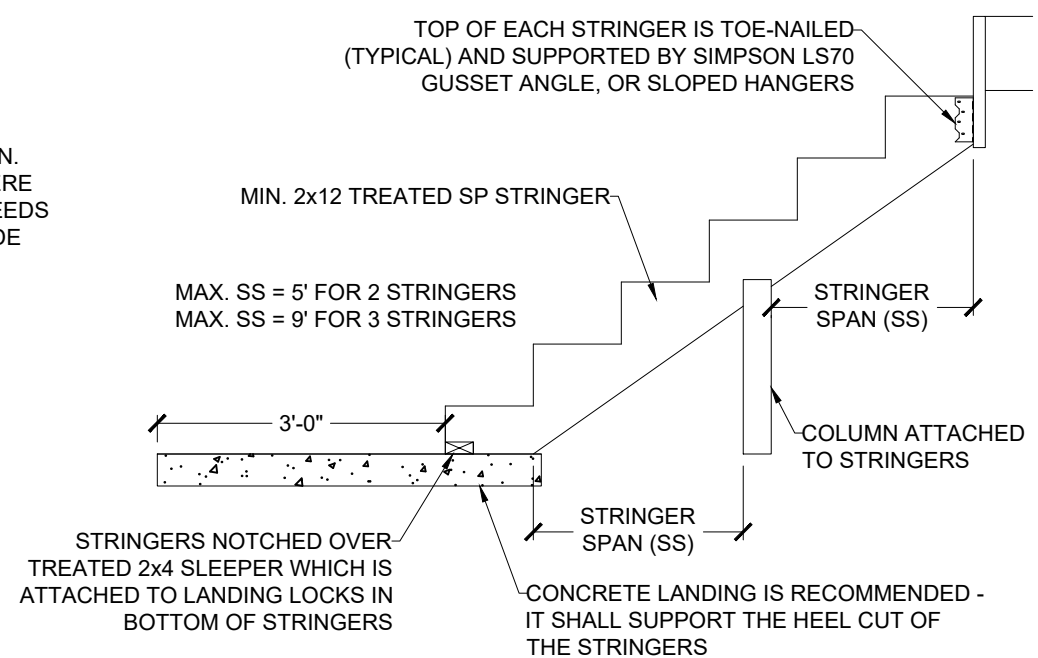 TOP OF EACH STRINGER IS TOE-NAILED
(TYPICAL) AND SUPPORTED BY SIMPSON LS70
GUSSET ANGLE, OR SLOPED HANGERS
MIN. 2x12 TREATED SP STRINGER
MAX. SS = 5' FOR 2 STRINGERS
MAX. SS = 9' FOR 3 STRINGERS
STRINGER
SPAN (SS)
3'-0"
COLUMN ATTACHED
TO STRINGERS
STRINGER
SPAN (SS)
STRINGERS NOTCHED OVER
TREATED 2x4 SLEEPER WHICH IS
ATTACHED TO LANDING LOCKS IN
BOTTOM OF STRINGERS
CONCRETE LANDING IS RECOMMENDED -
IT SHALL SUPPORT THE HEEL CUT OF
THE STRINGERS